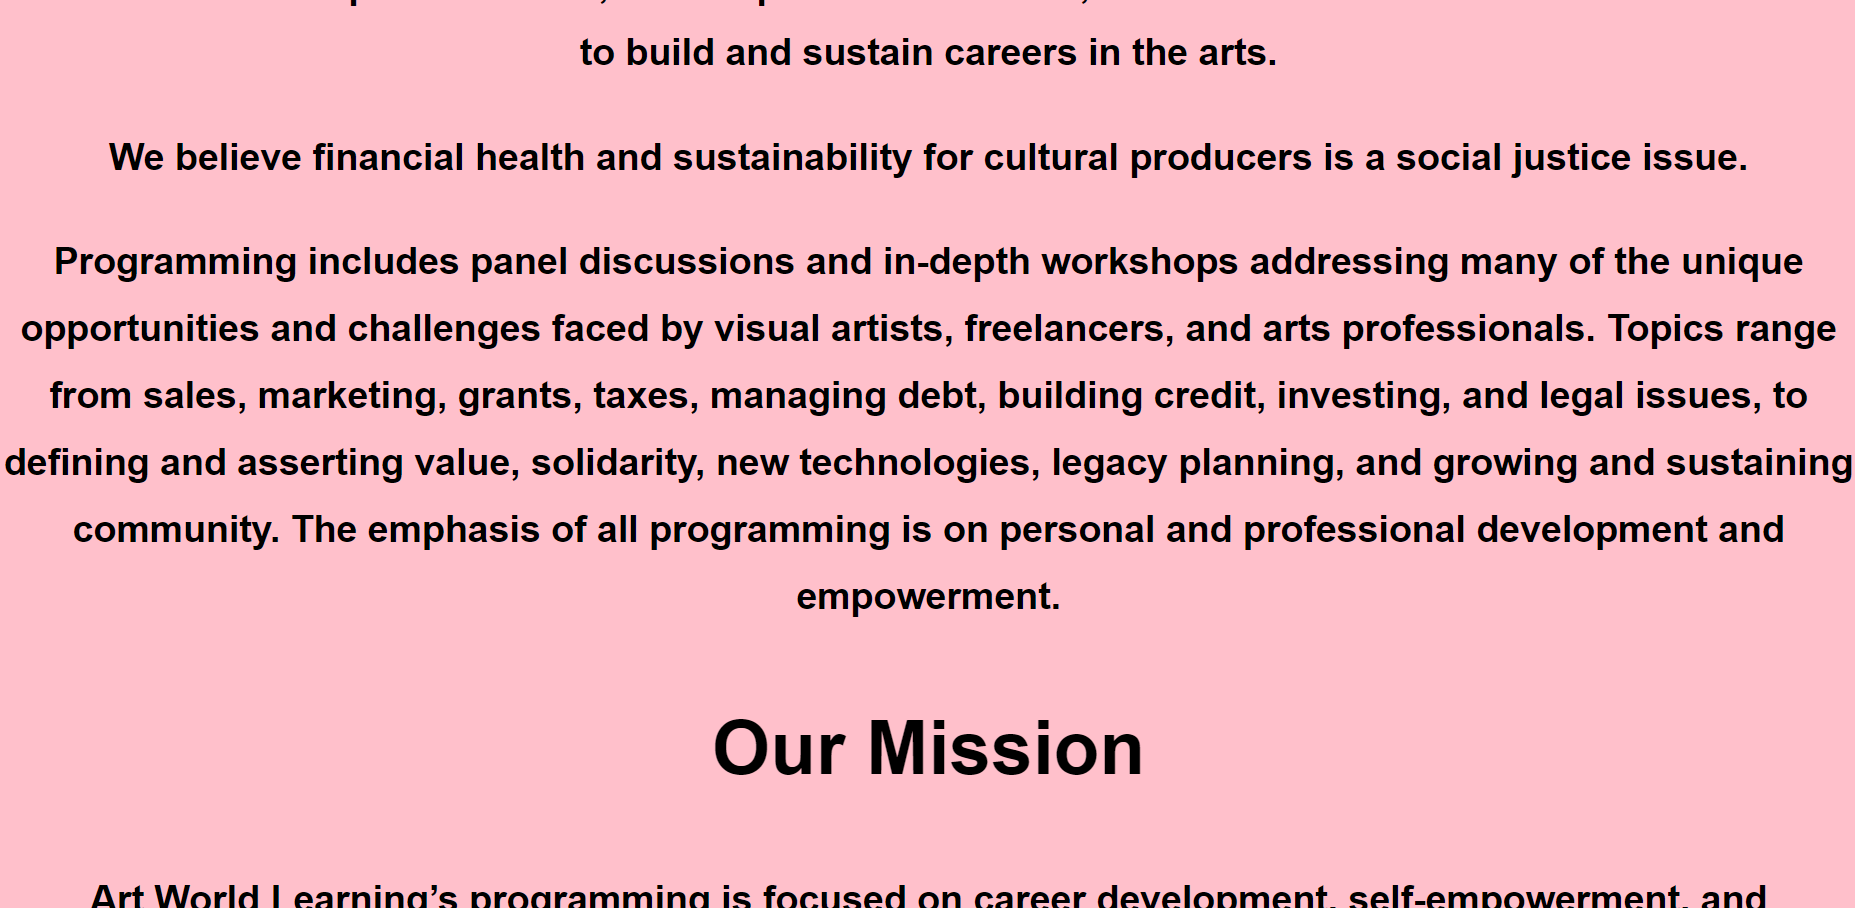 to build and sustain careers in the arts.
We believe financial health and sustainability for cultural producers is a social justice issue.
Programming includes panel discussions and in-depth workshops addressing many of the unique
opportunities and challenges faced by visual artists, freelancers, and arts professionals. Topics range
from sales, marketing, grants, taxes, managing debt, building credit, investing, and legal issues, to
defining and asserting value, solidarity, new technologies, legacy planning, and growing and sustaining
community. The emphasis of all programming is on personal and professional development and
empowerment.
Our Mission
Art World Learning’s programming is focused on career development, self-empowerment, and